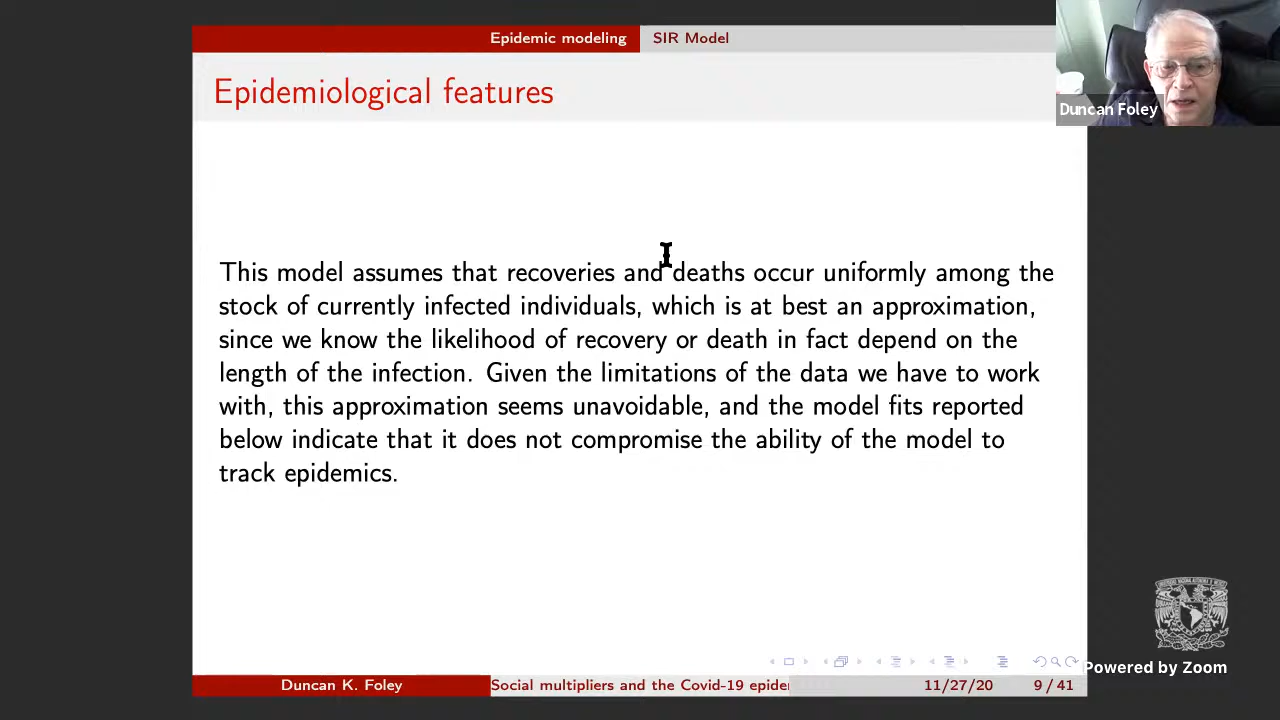 Epidemic modeling
SIR Model
Epidemiological features
Duncan Foley
This model assumes that recoveries and deaths occur uniformly among the
stock of currently infected individuals, which is at best an approximation,
since we know the likelihood of recovery or death in fact depend on the
length of the infection. Given the limitations of the data we have to work
with, this approximation seems unavoidable, and the model fits reported
below indicate that it does not compromise the ability of the model to
track epidemics.
Powered by Zoom
Duncan K. Foley
Social multipliers and the Covid-19 epide
11/27/20
9 / 41